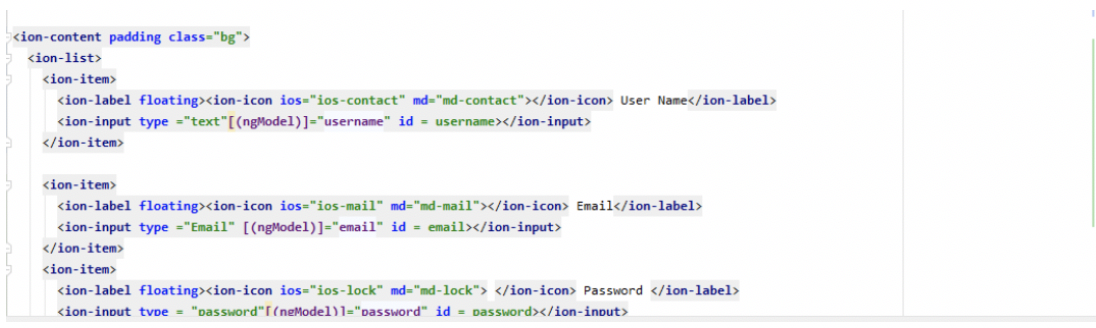 <ion-content padding class="bg">
<ion-list>
<ion-item>
<ion-label floating><ion-icon ios="ios-contact" md="md-contact"></ion-icon> User Name</ion-label>
<ion-input type ="text"[(ngModel)]="username" id = username></ion-input>
</ion-item>
<ion-item>
<ion-label floating><ion-icon ios="ios-mail" md="md-mail"></ion-icon> Email</ion-label>
<ion-input type ="Email" [(ngModel)]="email" id = email></ion-input>
</ion-item>
<ion-item>
<ion-label floating><ion-icon ios="ios-lock" md="md-lock"> </ion-icon> Password </ion-label>
<ion-input type = "password"[(ngModel)]="password" id = password></ion-input>